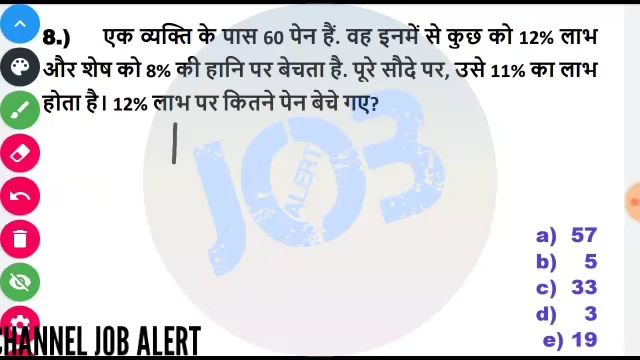 8.) एक व्यक्ति के पास 60 पेन हैं. वह इनमें से कुछ को 12% लाभ
और शेष को 8% की हानि पर बेचता है. पूरे सौदे पर, उसे 11% का लाभ
होता है। 12% लाभ पर कितने पेन बेचे गए?
JOB
ALERT
a) 57
b) 5
c) 33
d) 3
e) 19
CHANNEL JOB ALERT